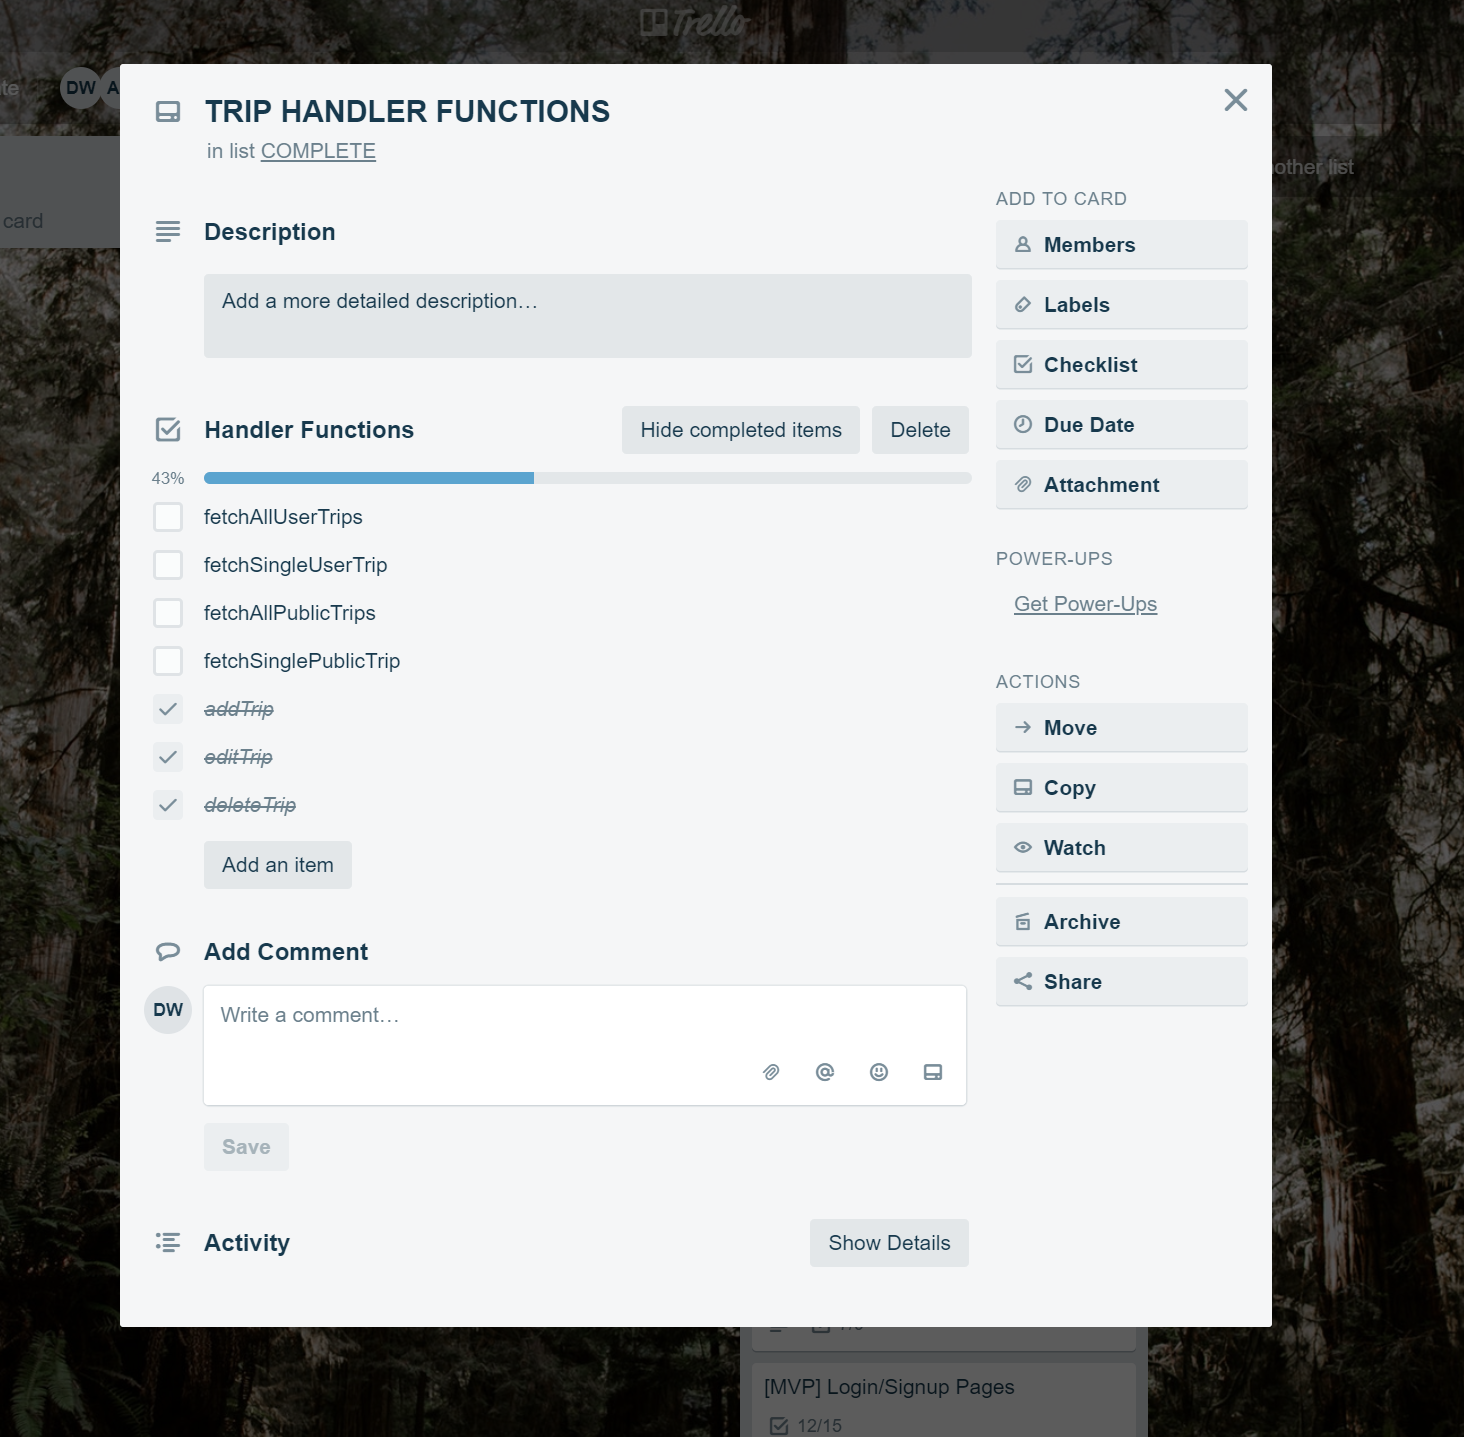 Trello
te
DW A
TRIP HANDLER FUNCTIONS
in list COMPLETE
other list
card
Description
Add a more detailed description…
Handler Functions
Hide completed items
Delete
43%
fetchAllUserTrips
fetchSingleUserTrip
fetchAllPublicTrips
fetchSinglePublicTrip
addTrip
editTrip
deleteTrip
Add an item
Add Comment
DW
Write a comment…
Save
Activity
Show Details
ADD TO CARD
Members
Labels
Checklist
Due Date
Attachment
POWER-UPS
Get Power-Ups
ACTIONS
Move
Copy
Watch
Archive
Share
[MVP] Login/Signup Pages
12/15